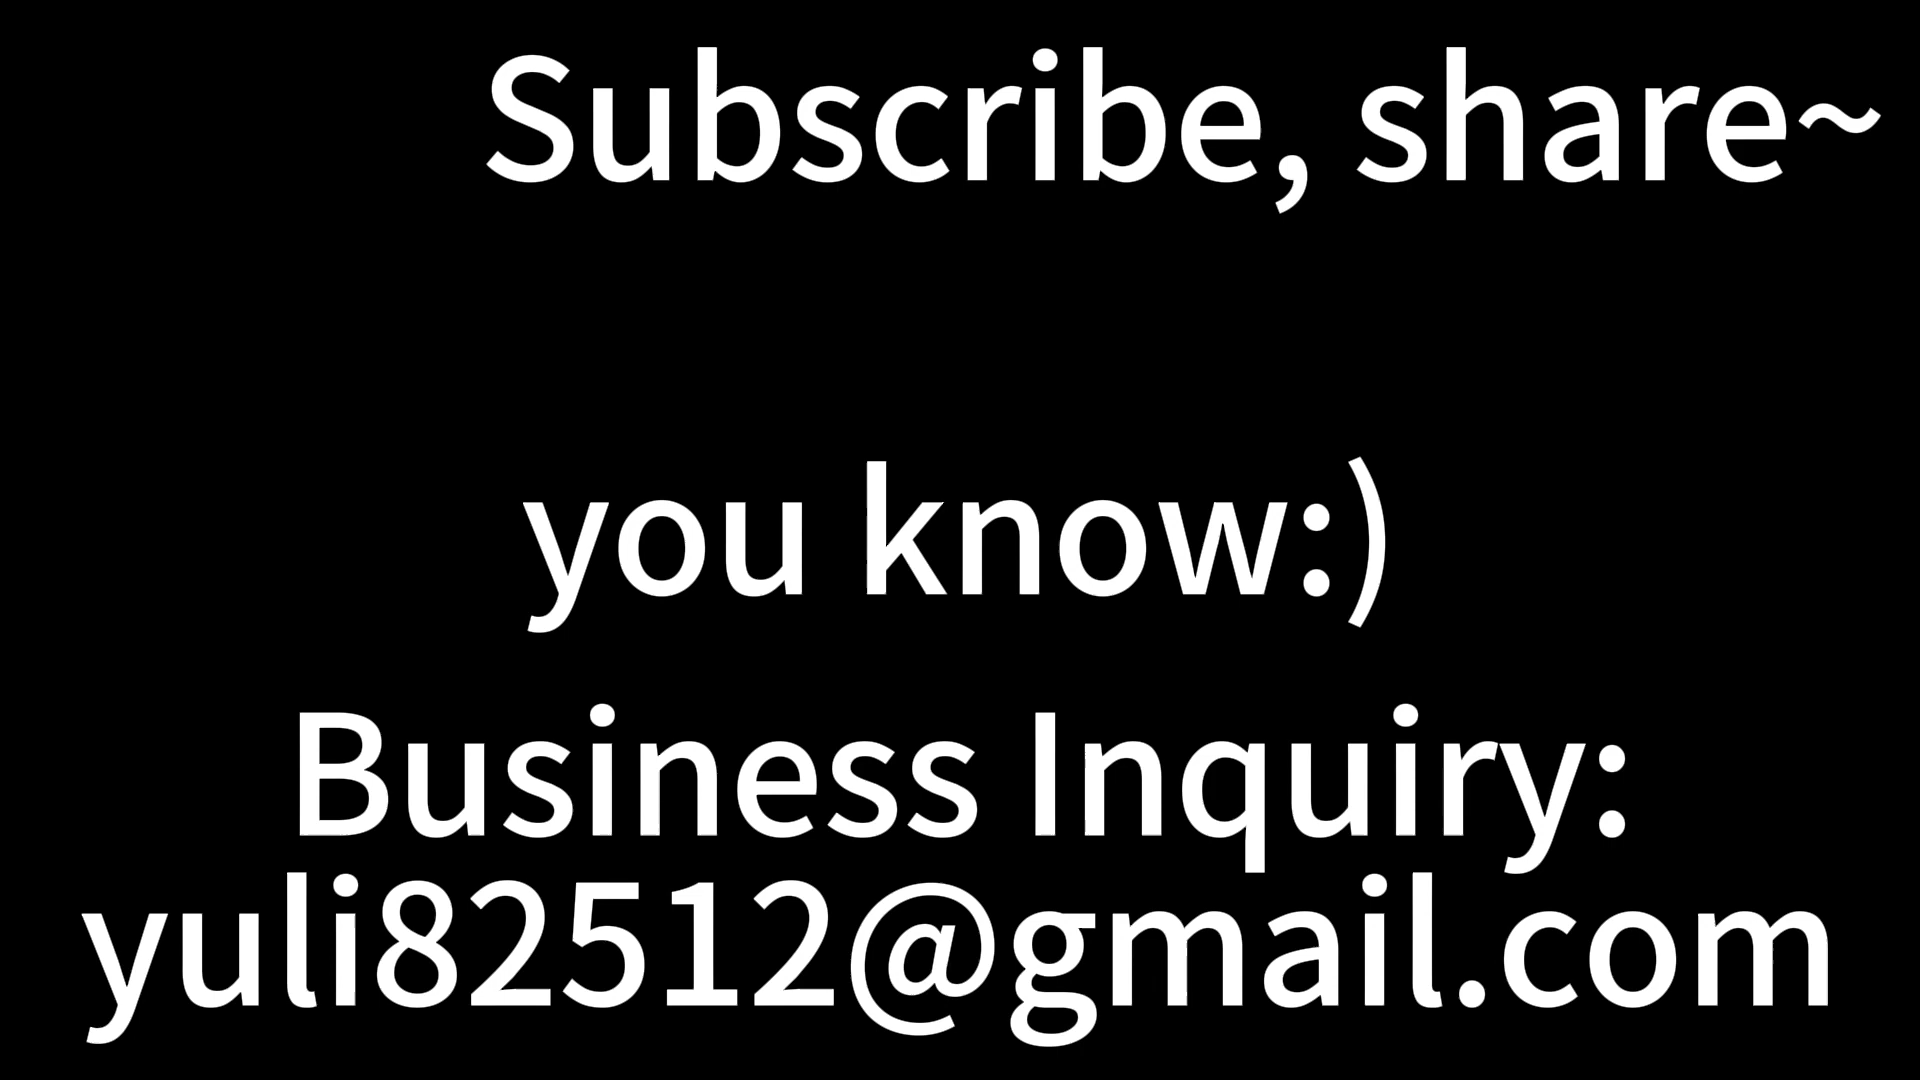 Subscribe, share~
you know:)
Business Inquiry:
yuli82512@gmail.com